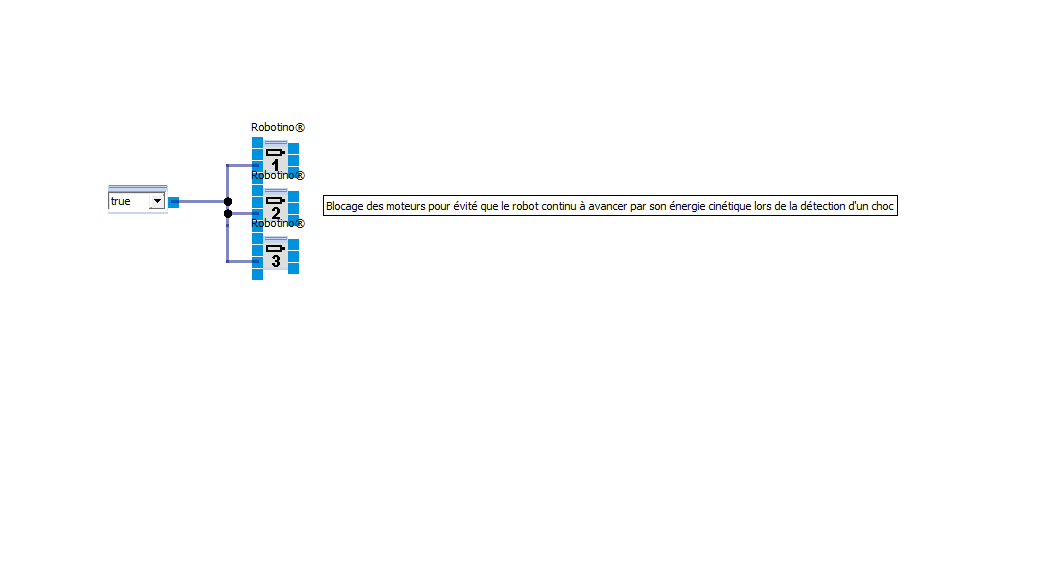 Robotino®
1
Robotino®
true
2
Blocage des moteurs pour évité que le robot continu à avancer par son énergie cinétique lors de la détection d'un choc
Robotino®
3